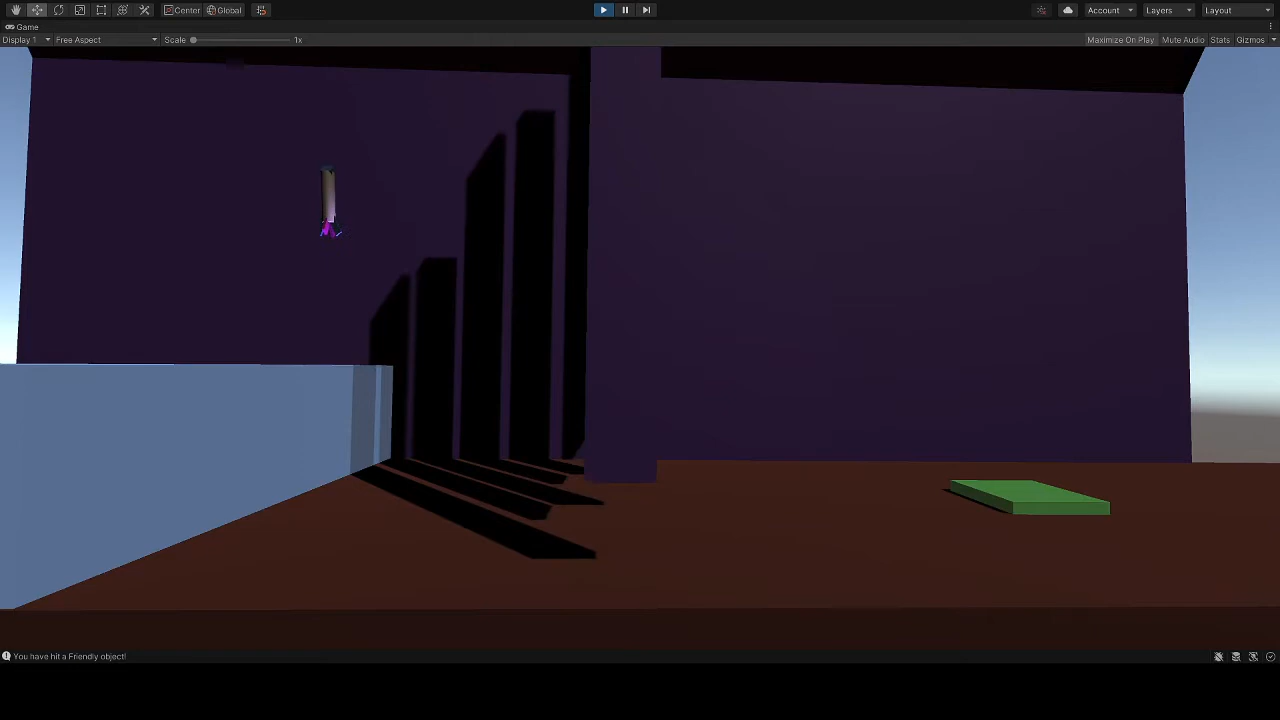 Center Global Account Layers Layout
Game
Display 1 Free Aspect Scale 1x Maximize On Play Mute Audio Stats Gizmos
You have hit a Friendly object!